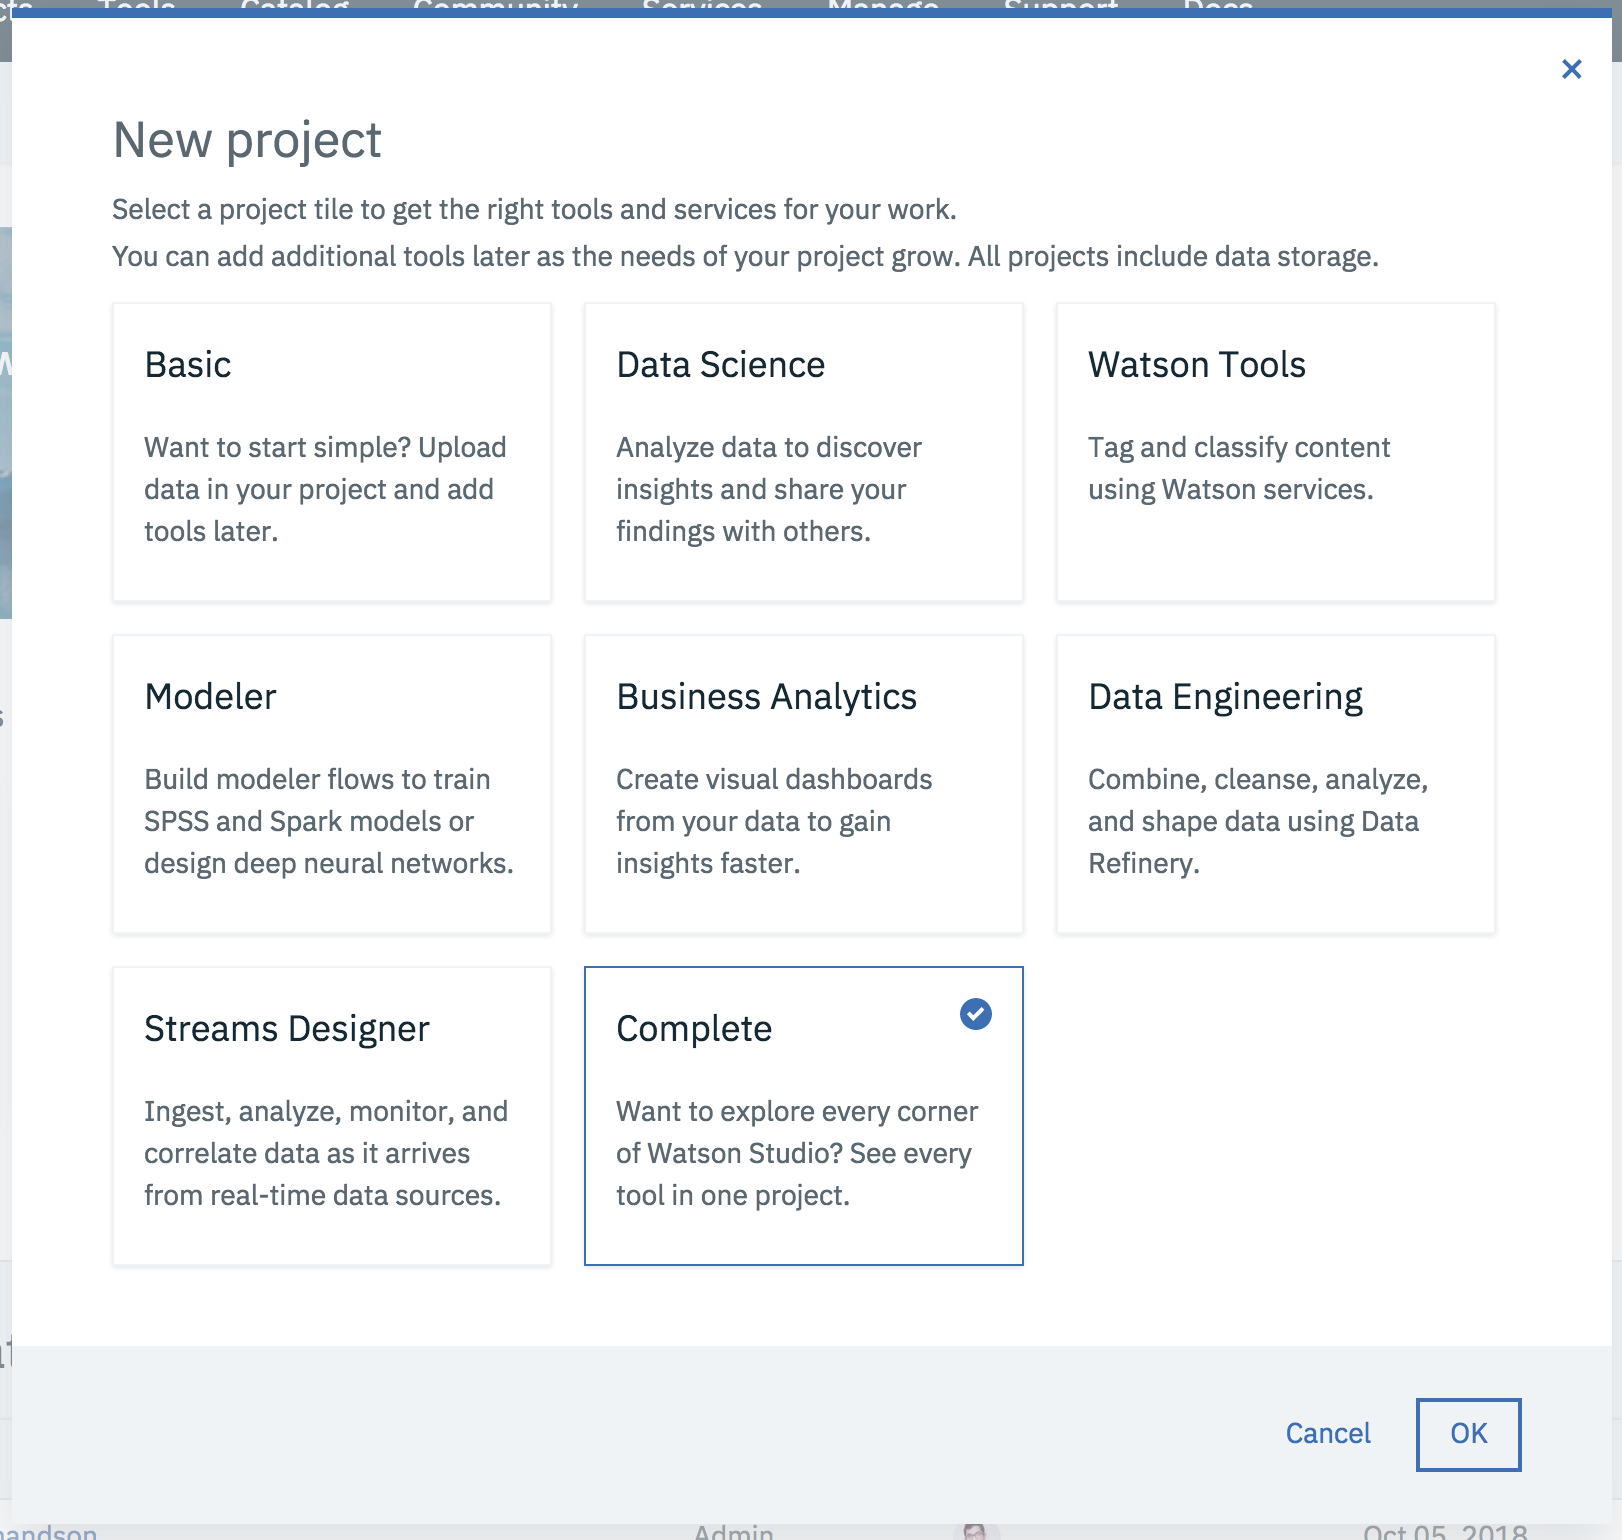 Tools Catalog Community Services Manage Support Docs
New project
Select a project tile to get the right tools and services for your work.
You can add additional tools later as the needs of your project grow. All projects include data storage.
Basic
Want to start simple? Upload
data in your project and add
tools later.
Data Science
Analyze data to discover
insights and share your
findings with others.
Watson Tools
Tag and classify content
using Watson services.
Modeler
Build modeler flows to train
SPSS and Spark models or
design deep neural networks.
Business Analytics
Create visual dashboards
from your data to gain
insights faster.
Data Engineering
Combine, cleanse, analyze,
and shape data using Data
Refinery.
Streams Designer
Ingest, analyze, monitor, and
correlate data as it arrives
from real-time data sources.
Complete
Want to explore every corner
of Watson Studio? See every
tool in one project.
Cancel
OK
Admin
Oct 05, 2018